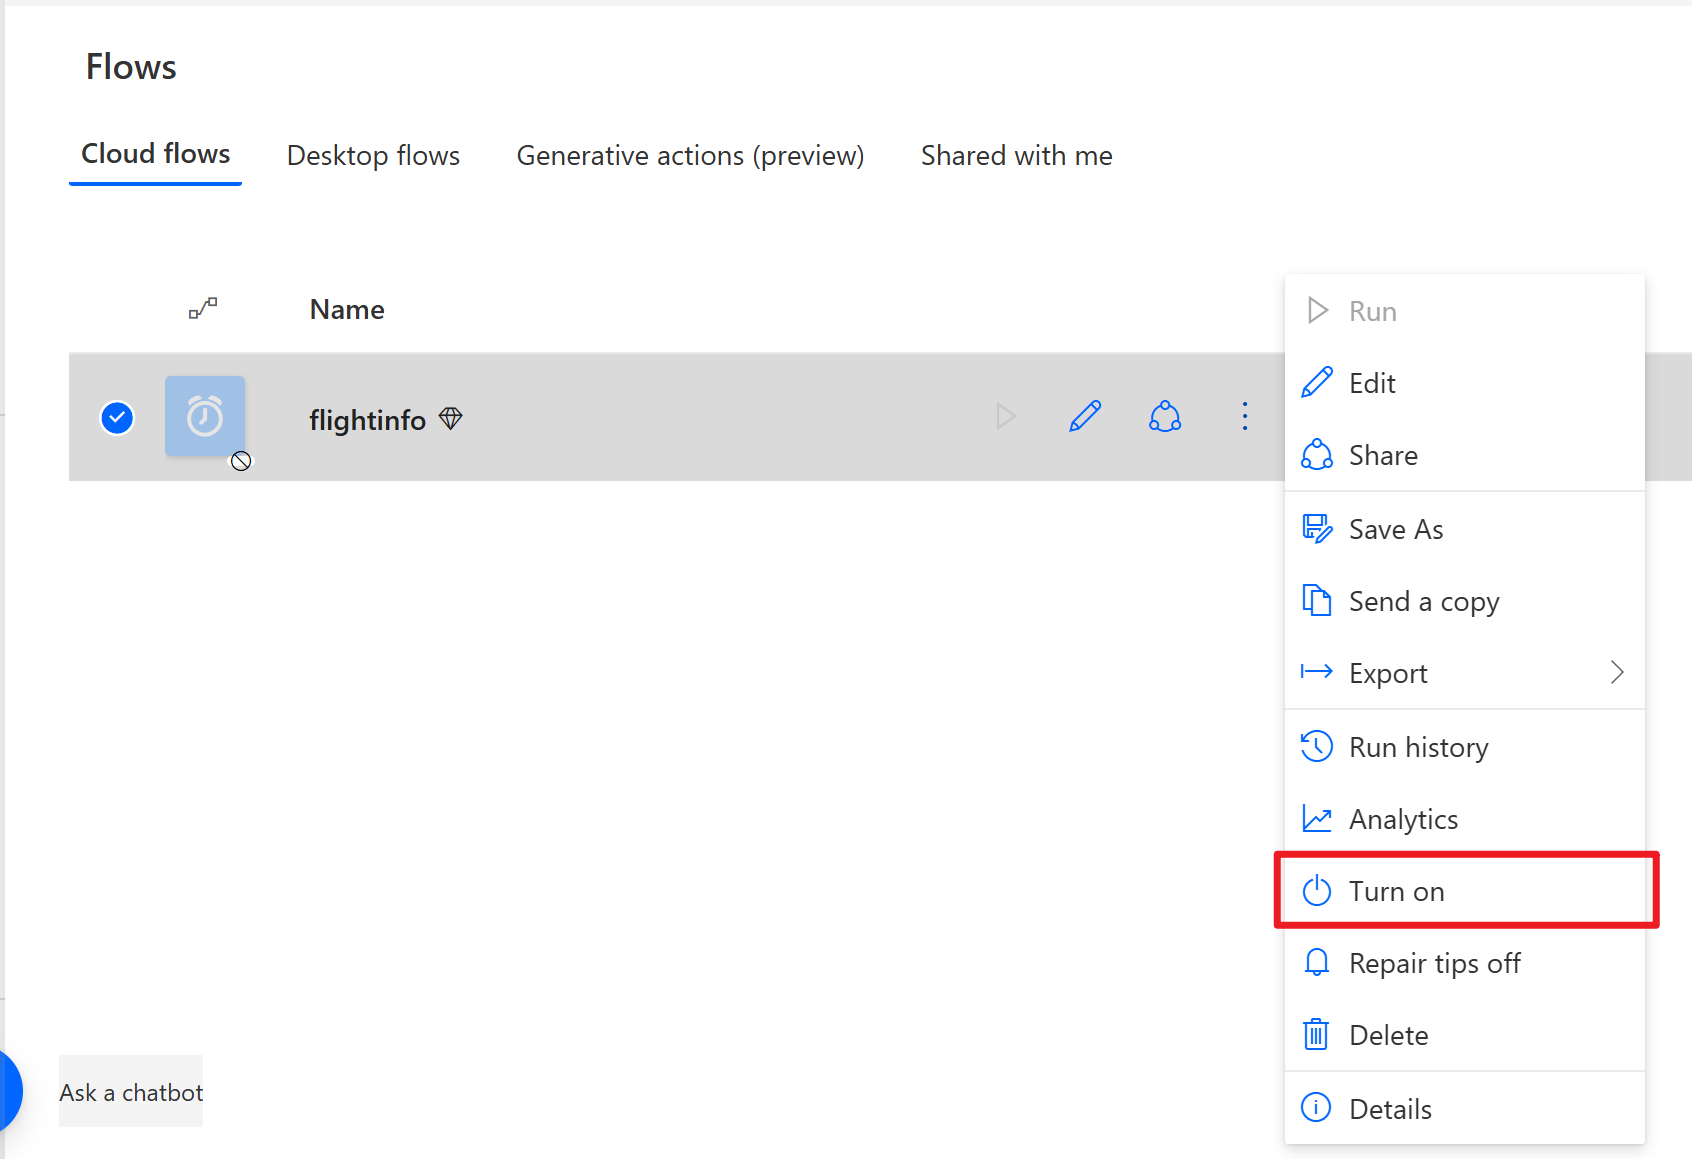 Flows
Cloud flows
Desktop flows
Generative actions (preview)
Shared with me
Name
flightinfo
Run
Edit
Share
Save As
Send a copy
Export
Run history
Analytics
Turn on
Repair tips off
Delete
Details
Ask a chatbot